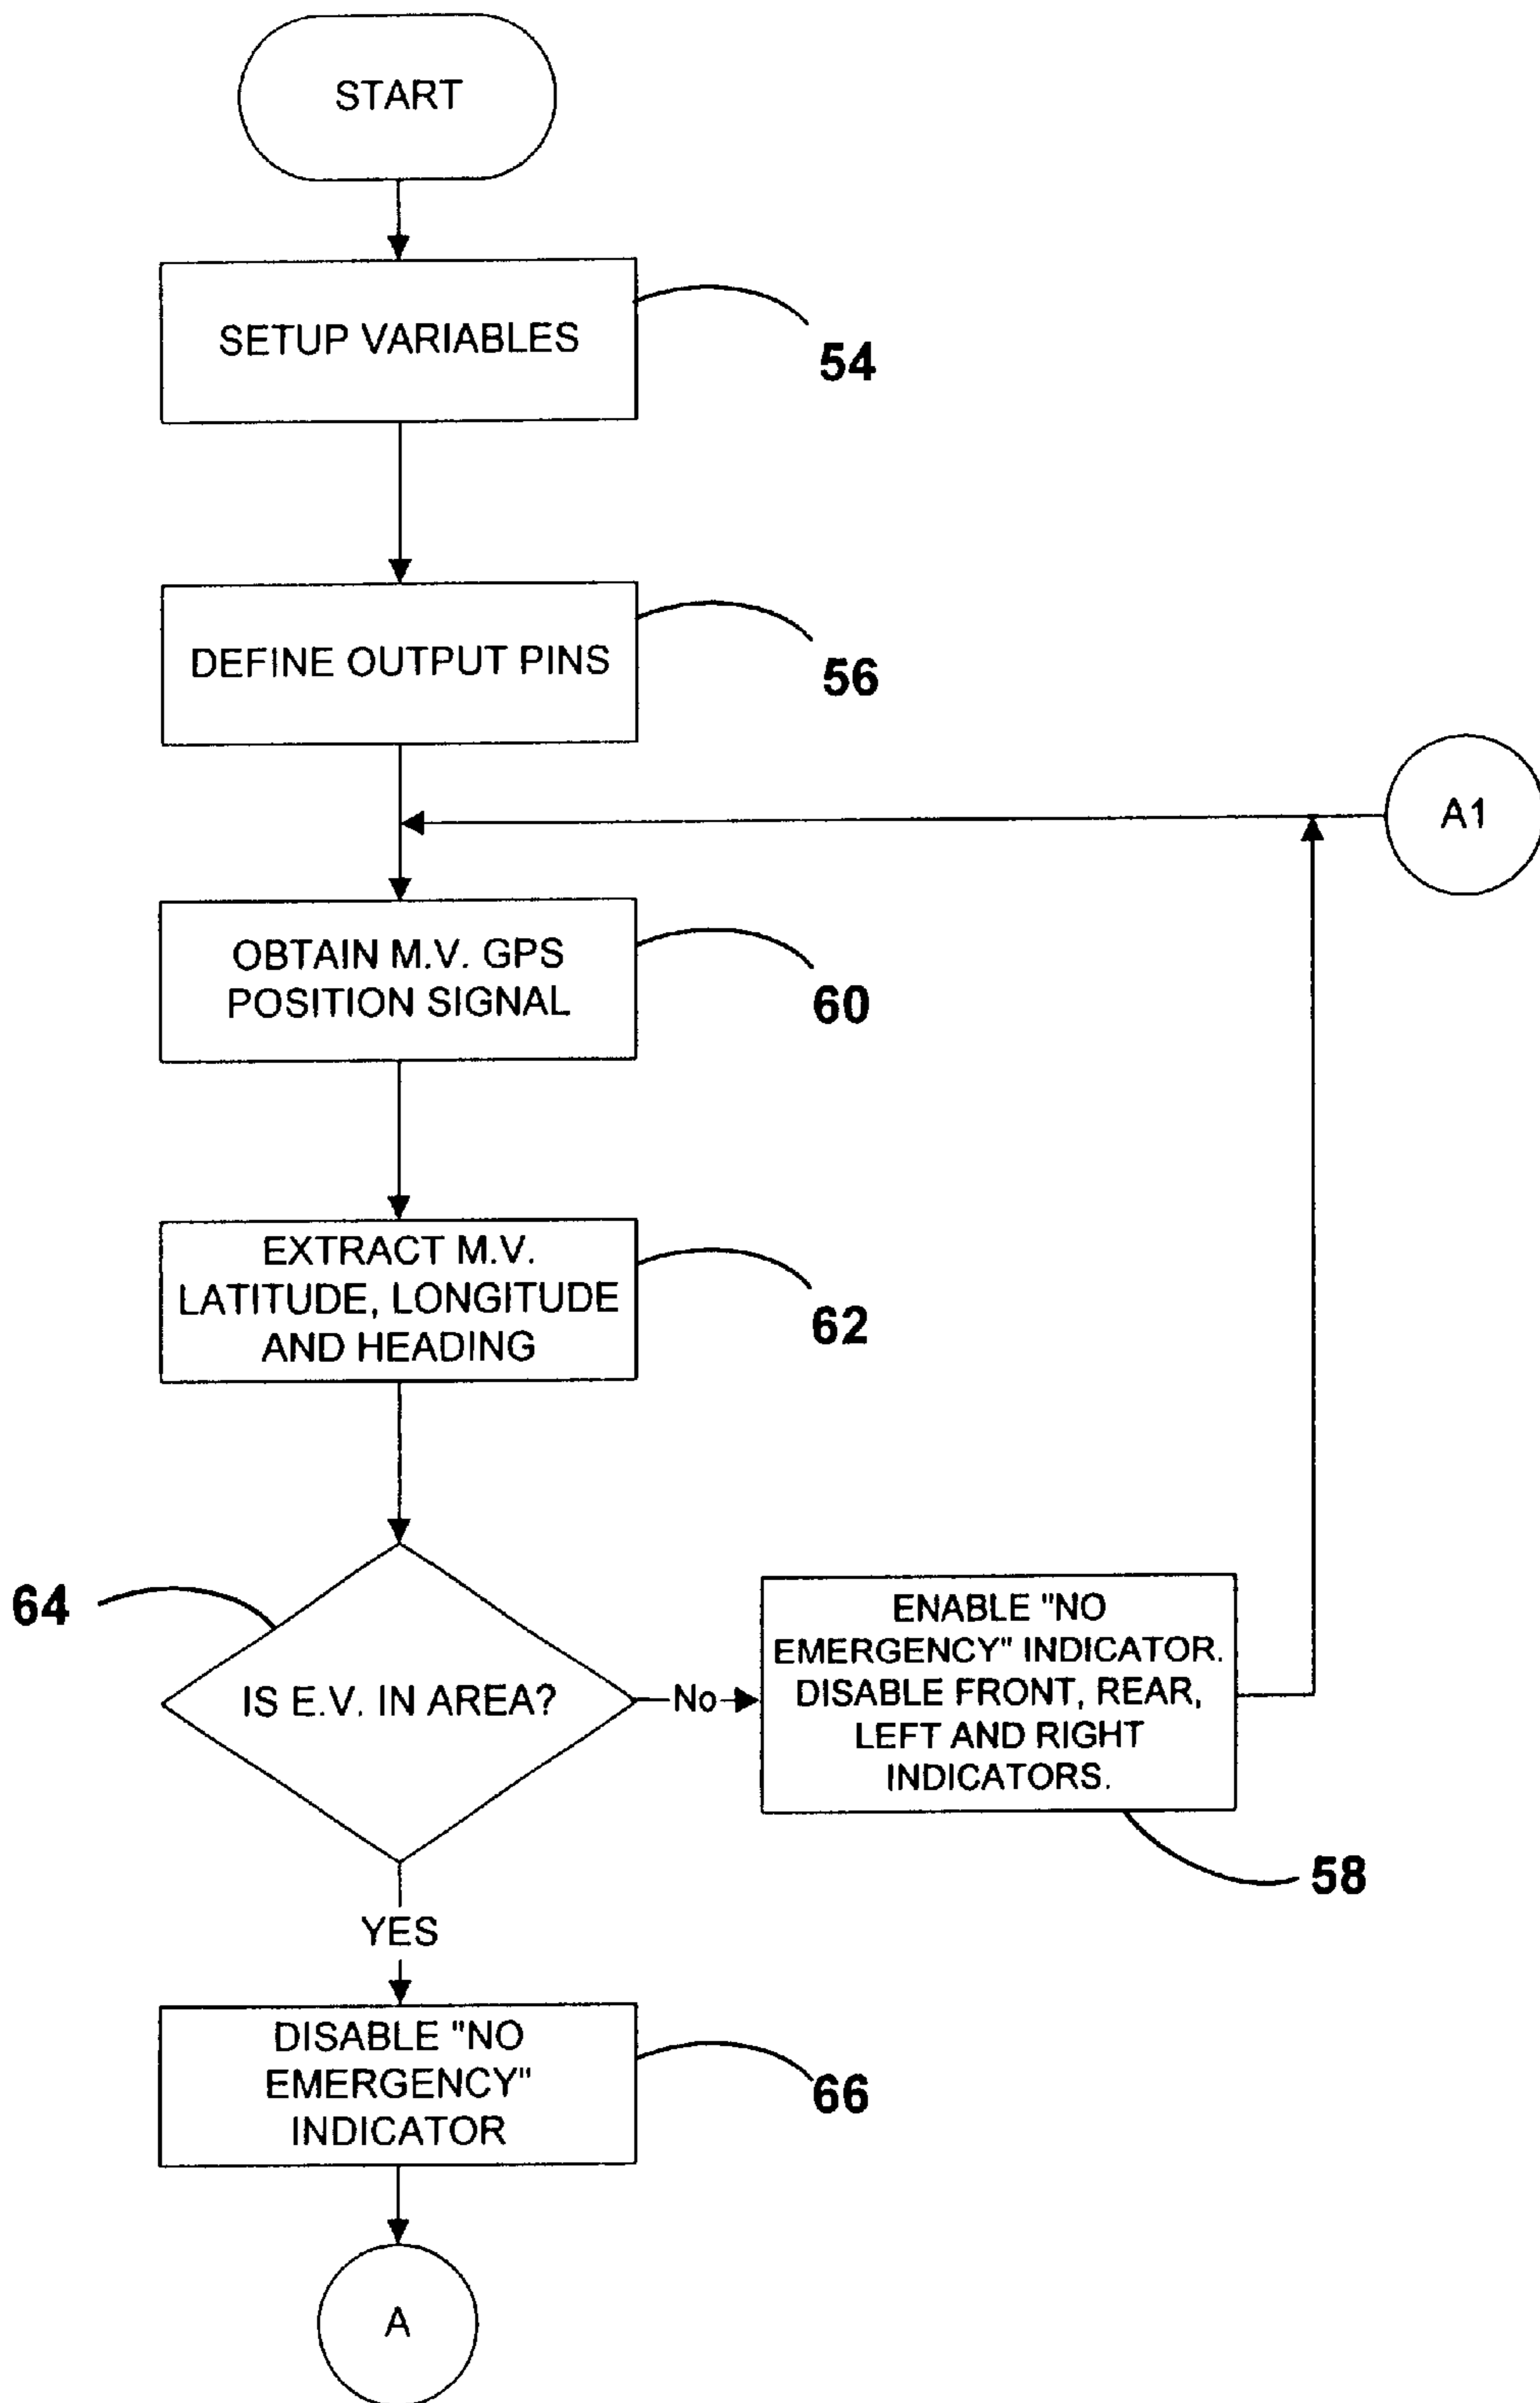 START
SETUP VARIABLES
54
DEFINE OUTPUT PINS
56
A1
OBTAIN M.V. GPS
POSITION SIGNAL
60
EXTRACT M.V.
LATITUDE, LONGITUDE
AND HEADING
62
64
IS E.V. IN AREA?
No
ENABLE "NO
EMERGENCY" INDICATOR.
DISABLE FRONT, REAR,
LEFT AND RIGHT
INDICATORS.
58
YES
DISABLE "NO
EMERGENCY"
INDICATOR
66
A